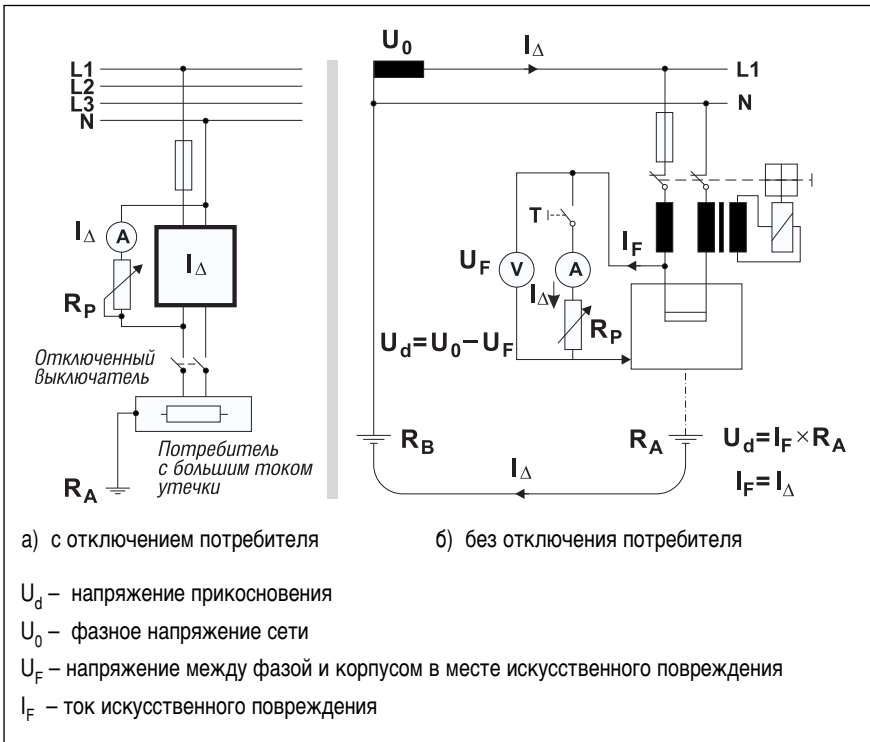 L1
L2
L3
N
I∆
A
I∆
RP
Отключенный
выключатель
Потребитель
с большим током
утечки
RA
U0
I∆
L1
N
T
IF
UF
V
A
I∆
RP
Ud=U0–UF
RB
RA
Ud=IF×RA
I∆
IF=I∆
а) с отключением потребителя
б) без отключения потребителя
Ud – напряжение прикосновения
U0 – фазное напряжение сети
UF – напряжение между фазой и корпусом в месте искусственного повреждения
IF – ток искусственного повреждения